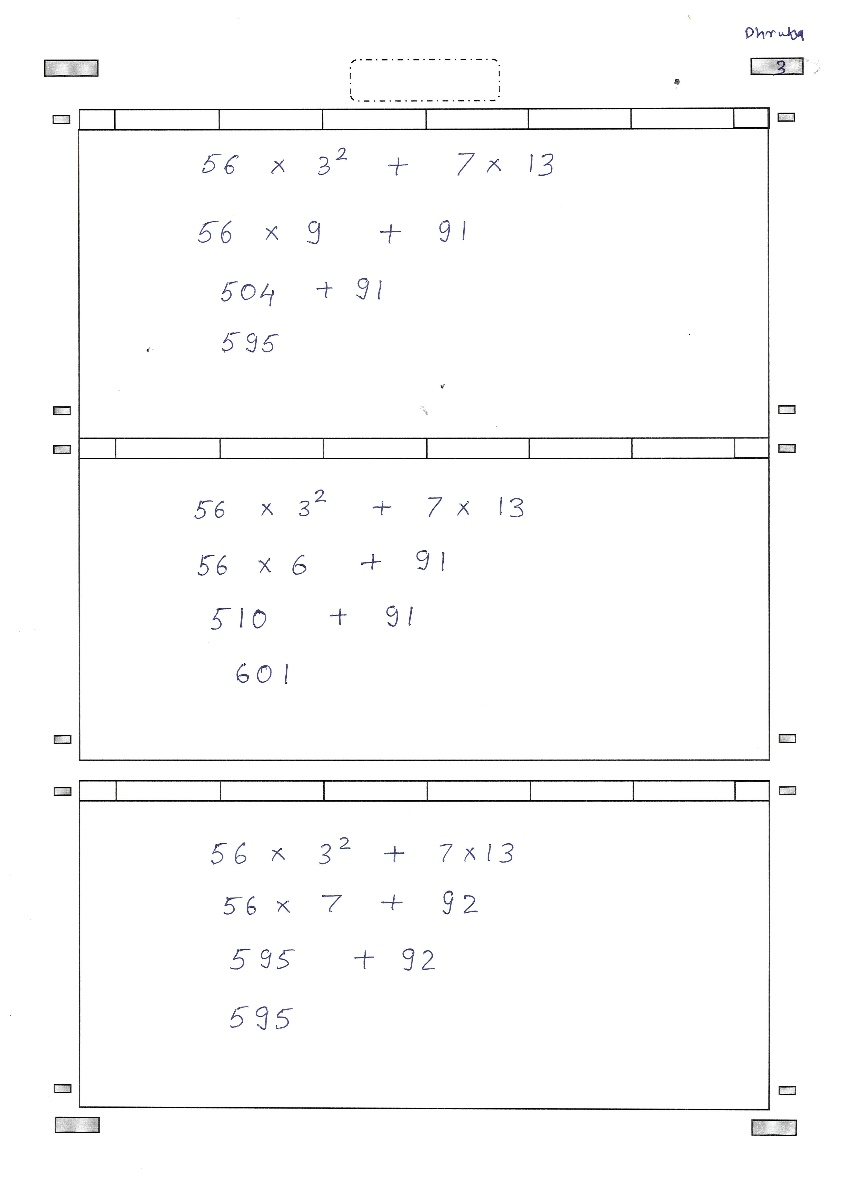 Dhruba
3
56 × 3² + 7 × 13
56 × 9 + 91
504 + 91
595
56 × 3² + 7 × 13
56 × 6 + 91
510 + 91
601
56 × 3² + 7 × 13
56 × 7 + 92
595 + 92
595